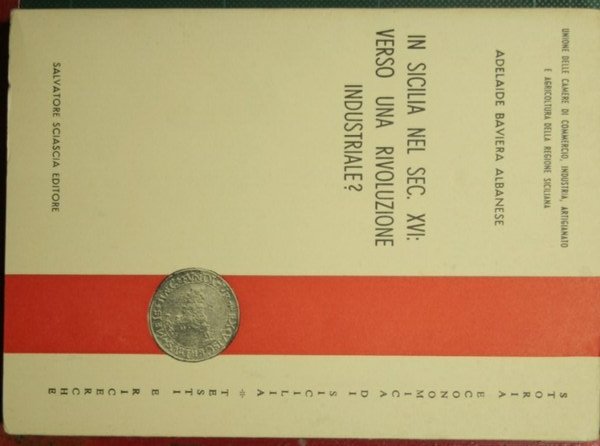 UNIONE DELLE CAMERE DI COMMERCIO, INDUSTRIA, ARTIGIANATO
E AGRICOLTURA DELLA REGIONE SICILIANA
ADELAIDE BAVIERA ALBANESE
IN SICILIA NEL SEC. XVI:
VERSO UNA RIVOLUZIONE
INDUSTRIALE?
SALVATORE SCIASCIA EDITORE
STORIA ECONOMICA DI SICILIA * TESTI E RICERCHE